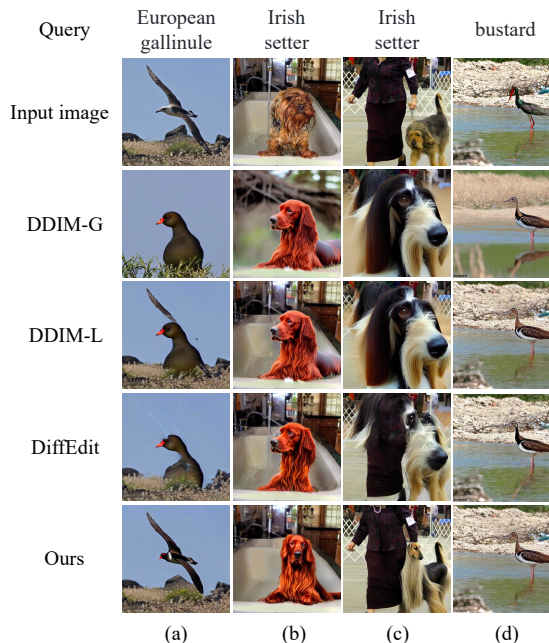 Query
European
gallinule
Irish
setter
Irish
setter
bustard
Input image
DDIM-G
DDIM-L
DiffEdit
Ours
(a)
(b)
(c)
(d)